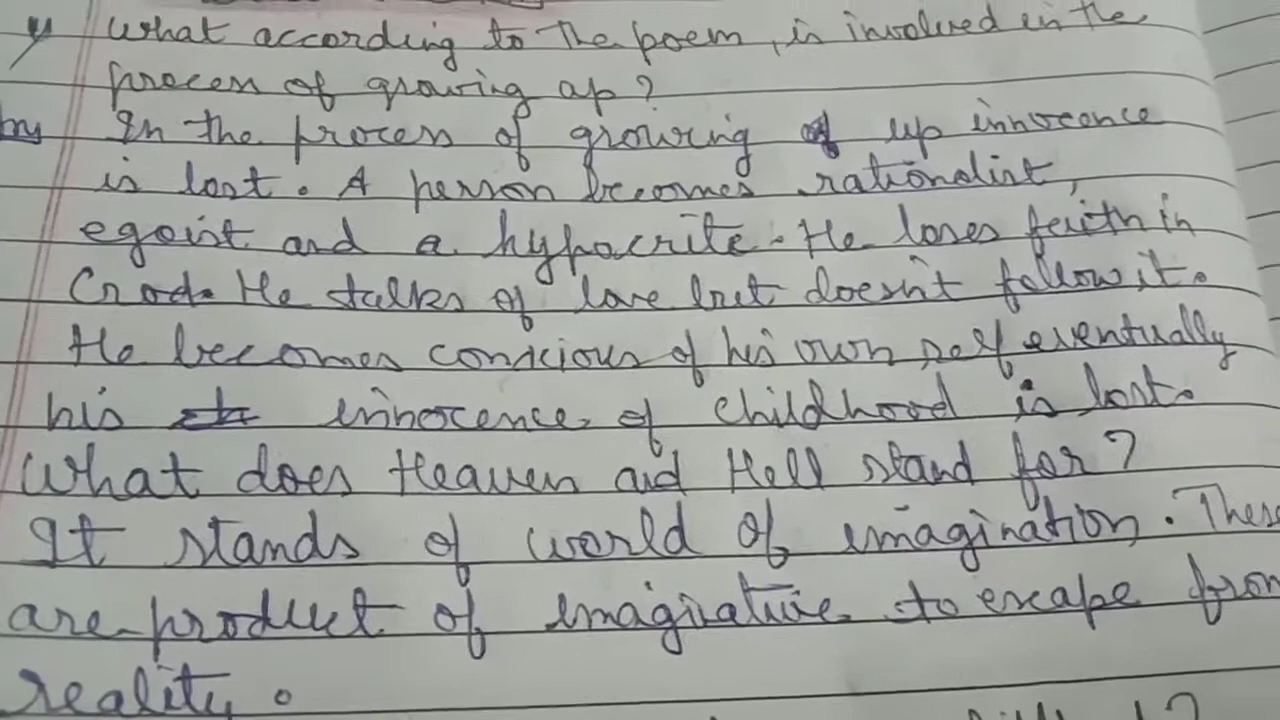 What according to the poem, is involved in the
process of growing up?
In the process of growing up innocence
is lost. A person becomes rationalist,
egoist and a hypocrite. He loses faith in
God. He talks of love but doesn't follow it.
He becomes concious of his own self eventually
his innocence of childhood is lost.
What does Heaven and Hell stand for?
It stands of world of imagination. These
are product of imaginative to escape from
reality.